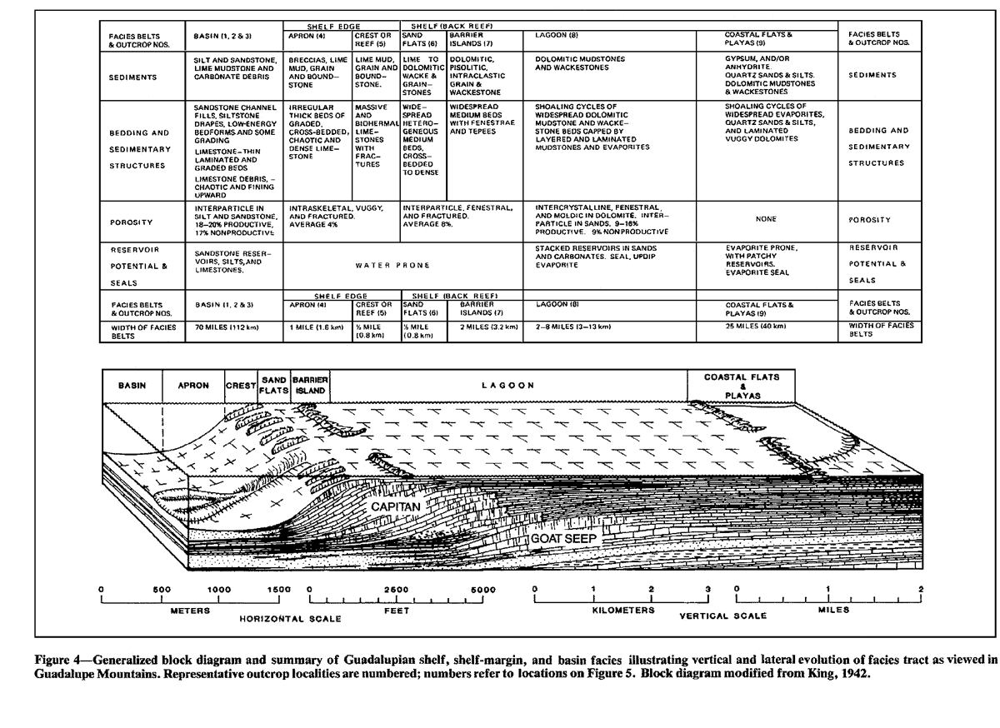 SHELF EDGE SHELF (BACK REEF)
FACIES BELTS & OUTCROP NOS. BASIN (1, 2 & 3) APRON (4) CREST OR REEF (5) SAND FLATS (6) BARRIER ISLANDS (7) LAGOON (8) COASTAL FLATS & PLAYAS (9) FACIES BELTS & OUTCROP NOS.
SEDIMENTS
SILT AND SANDSTONE,
LIME MUDSTONE AND
CARBONATE DEBRIS
BRECCIAS, LIME
MUD, GRAIN
AND BOUND–
STONE
LIME MUD,
GRAIN AND
BOUND–
STONE.
LIME TO
DOLOMITIC
WACKE &
GRAIN–
STONES
DOLOMITIC,
PISOLITIC,
INTRACLASTIC
GRAIN &
WACKESTONE
DOLOMITIC MUDSTONES
AND WACKESTONES
GYPSUM, AND/OR
ANHYDRITE.
QUARTZ SANDS & SILTS.
DOLOMITIC MUDSTONES
& WACKESTONES
SEDIMENTS
BEDDING AND
SEDIMENTARY
STRUCTURES
SANDSTONE CHANNEL
FILLS, SILTSTONE
DRAPES, LOW-ENERGY
BEDFORMS AND SOME
GRADING
LIMESTONE–THIN
LAMINATED AND
GRADED BEDS
LIMESTONE DEBRIS, –
CHAOTIC AND FINING
UPWARD
IRREGULAR
THICK BEDS OF
GRADED,
CROSS-BEDDED,
CHAOTIC AND
DENSE LIME–
STONE
MASSIVE
AND
BIOHERMAL
LIME–
STONES
WITH
FRAC–
TURES
WIDE–
SPREAD
HETERO–
GENEOUS
MEDIUM
BEDS,
CROSS–
BEDDED
TO DENSE
WIDESPREAD
MEDIUM BEDS
WITH FENESTRAE
AND TEPEES
SHOALING CYCLES OF
WIDESPREAD DOLOMITIC
MUDSTONE AND WACKE–
STONE BEDS CAPPED BY
LAYERED AND LAMINATED
MUDSTONES AND EVAPORITES
SHOALING CYCLES OF
WIDESPREAD EVAPORITES,
QUARTZ SANDS & SILTS,
AND LAMINATED
VUGGY DOLOMITES
BEDDING AND
SEDIMENTARY
STRUCTURES
POROSITY
INTERPARTICLE IN
SILT AND SANDSTONE,
18–20% PRODUCTIVE,
17% NONPRODUCTIVE
INTRASKELETAL, VUGGY,
AND FRACTURED.
AVERAGE 4%
INTERPARTICLE, FENESTRAL,
AND FRACTURED.
AVERAGE 8%.
INTERCRYSTALLINE, FENESTRAL,
AND MOLDIC IN DOLOMITE. INTER–
PARTICLE IN SANDS. 9–16%
PRODUCTIVE. 9% NONPRODUCTIVE
NONE
POROSITY
RESERVOIR
POTENTIAL &
SEALS
SANDSTONE RESER–
VOIRS, SILTS, AND
LIMESTONES.
WATER PRONE
STACKED RESERVOIRS IN SANDS
AND CARBONATES. SEAL, UPDIP
EVAPORITE
EVAPORITE PRONE,
WITH PATCHY
RESERVOIRS.
EVAPORITE SEAL
RESERVOIR
POTENTIAL &
SEALS
SHELF EDGE SHELF (BACK REEF)
FACIES BELTS & OUTCROP NOS. BASIN (1, 2 & 3) APRON (4) CREST OR REEF (5) SAND FLATS (6) BARRIER ISLANDS (7) LAGOON (8) COASTAL FLATS & PLAYAS (9) FACIES BELTS & OUTCROP NOS.
WIDTH OF FACIES BELTS 70 MILES (112 km) 1 MILE (1.6 km) ½ MILE (0.8 km) ½ MILE (0.8 km) 2 MILES (3.2 km) 2–8 MILES (3–13 km) 25 MILES (40 km) WIDTH OF FACIES BELTS
BASIN APRON CREST SAND FLATS BARRIER ISLAND LAGOON COASTAL FLATS & PLAYAS
CAPITAN
GOAT SEEP
0 500 1000 1500 0 2500 5000 0 1 2 3 0 1 2
METERS FEET KILOMETERS MILES
HORIZONTAL SCALE VERTICAL SCALE
Figure 4—Generalized block diagram and summary of Guadalupian shelf, shelf-margin, and basin facies illustrating vertical and lateral evolution of facies tract as viewed in
Guadalupe Mountains. Representative outcrop localities are numbered; numbers refer to locations on Figure 5. Block diagram modified from King, 1942.